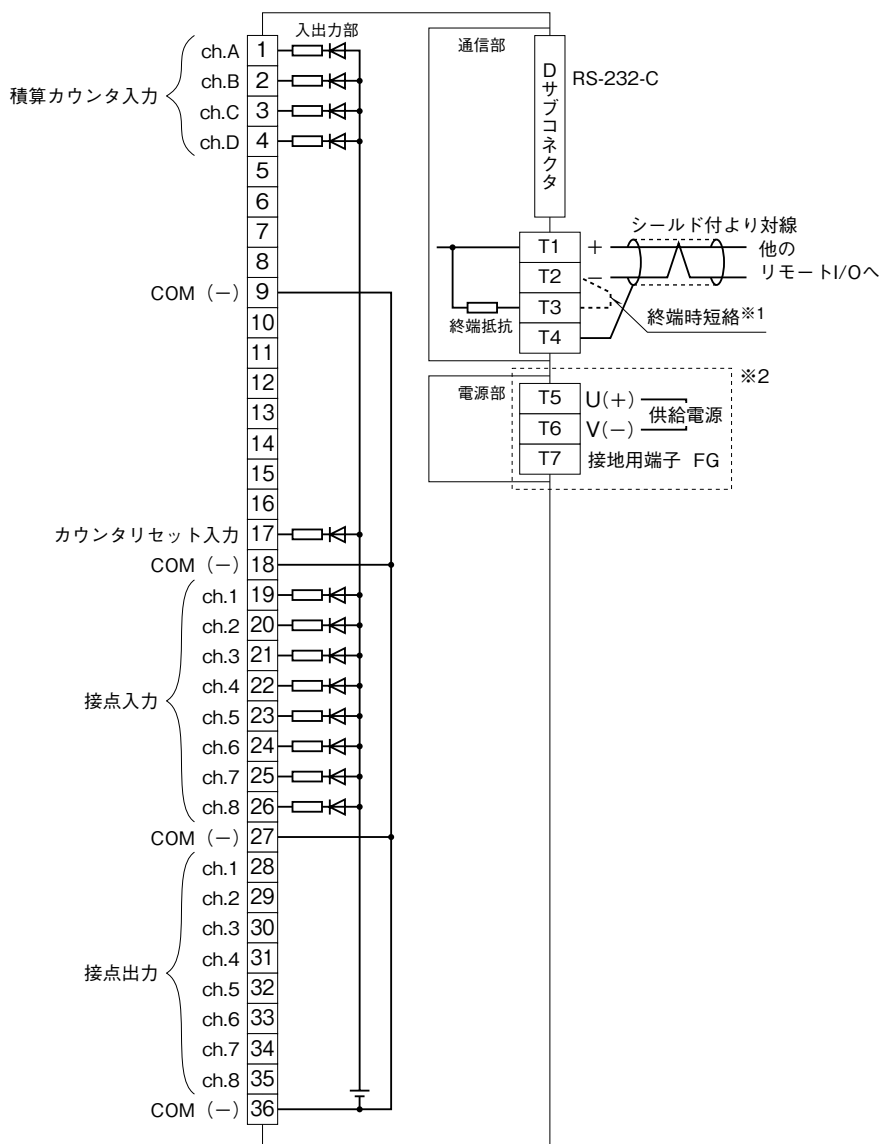 入出力部
積算カウンタ入力
ch.A 1
ch.B 2
ch.C 3
ch.D 4
5
6
7
8
COM (−) 9
10
11
12
13
14
15
16
カウンタリセット入力 17
COM (−) 18
接点入力
ch.1 19
ch.2 20
ch.3 21
ch.4 22
ch.5 23
ch.6 24
ch.7 25
ch.8 26
COM (−) 27
接点出力
ch.1 28
ch.2 29
ch.3 30
ch.4 31
ch.5 32
ch.6 33
ch.7 34
ch.8 35
COM (−) 36
通信部
Dサブコネクタ
RS-232-C
シールド付より対線
T1 +
他の
T2 −
リモートI/Oへ
T3
終端抵抗
終端時短絡※1
T4
※2
電源部
T5 U(+)
供給電源
T6 V(−)
T7 接地用端子 FG